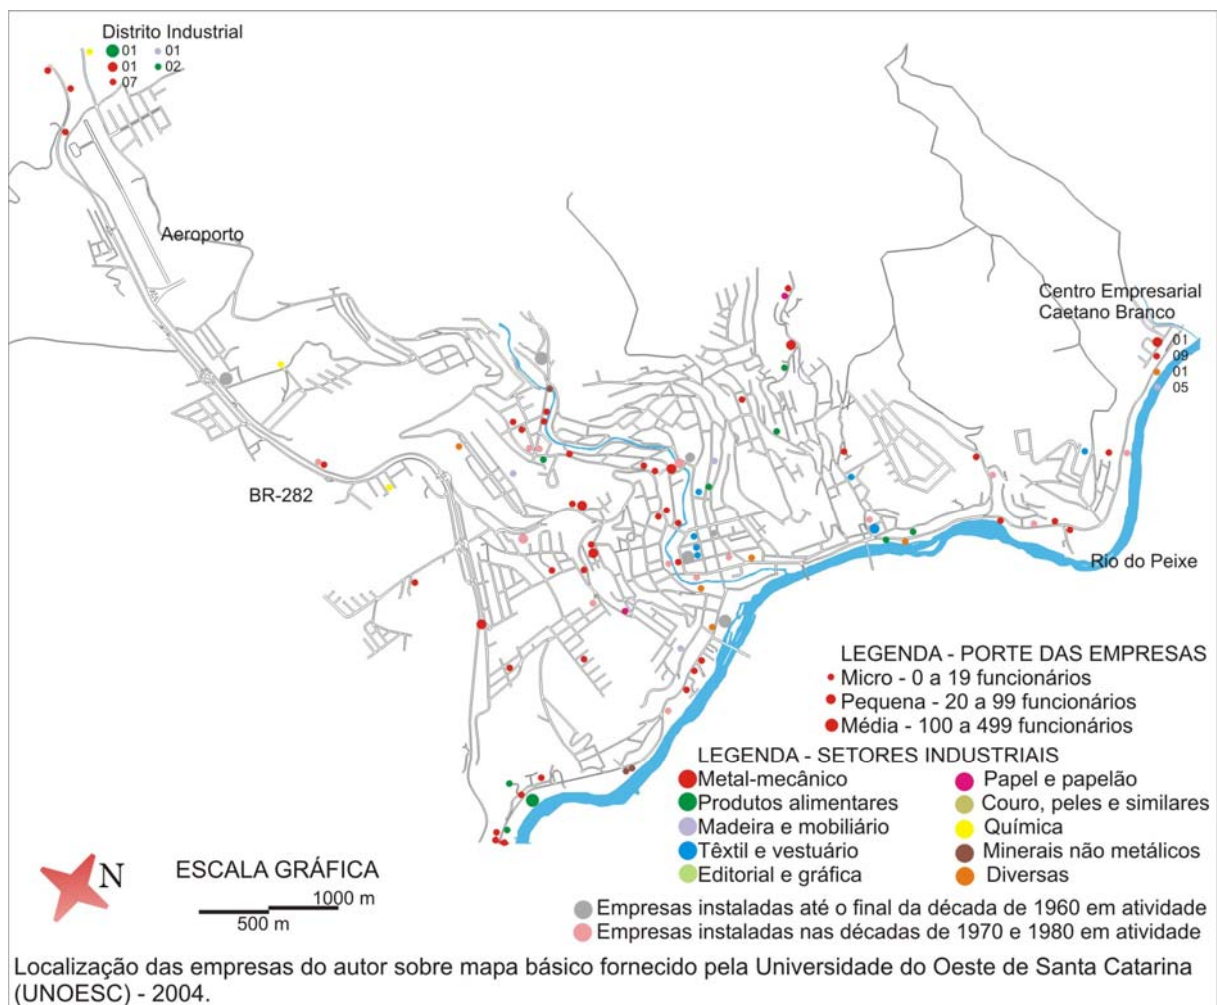 Distrito Industrial
01 01
01 02
07
Aeroporto
Centro Empresarial
Caetano Branco
01
09
01
05
BR-282
Rio do Peixe
LEGENDA - PORTE DAS EMPRESAS
Micro - 0 a 19 funcionários
Pequena - 20 a 99 funcionários
Média - 100 a 499 funcionários
LEGENDA - SETORES INDUSTRIAIS
Metal-mecânico Papel e papelão
Produtos alimentares Couro, peles e similares
Madeira e mobiliário Química
Têxtil e vestuário Minerais não metálicos
Editorial e gráfica Diversas
N
ESCALA GRÁFICA
1000 m
500 m
Empresas instaladas até o final da década de 1960 em atividade
Empresas instaladas nas décadas de 1970 e 1980 em atividade
Localização das empresas do autor sobre mapa básico fornecido pela Universidade do Oeste de Santa Catarina
(UNOESC) - 2004.